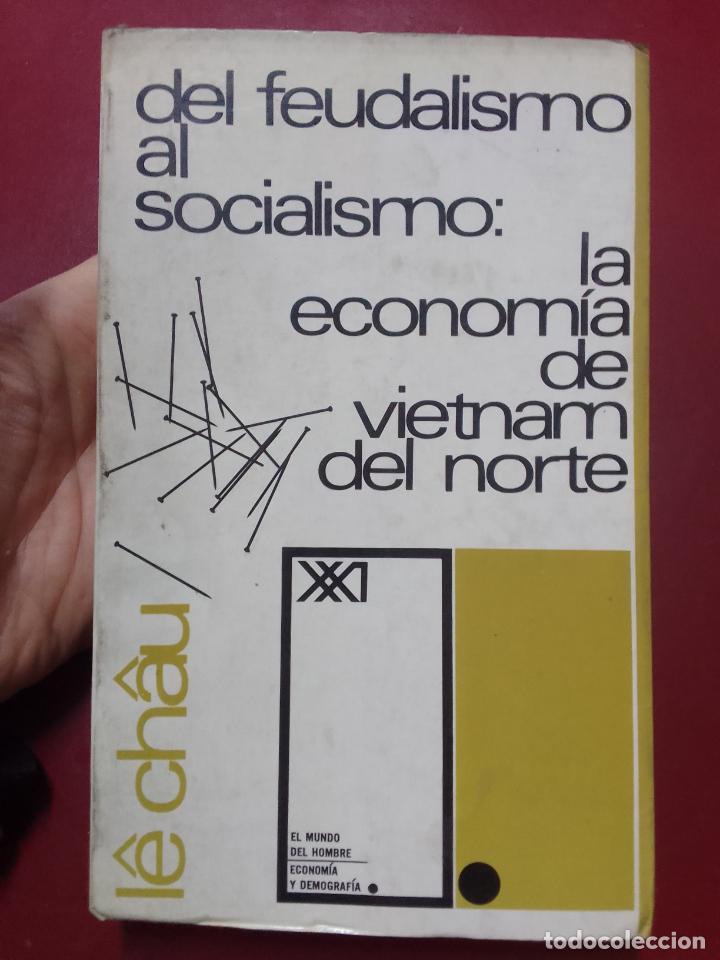 del feudalismo
al
socialismo:
la
economía
de
vietnam
del norte
lê châu
XXI
EL MUNDO
DEL HOMBRE
ECONOMÍA
Y DEMOGRAFÍA
todocoleccion